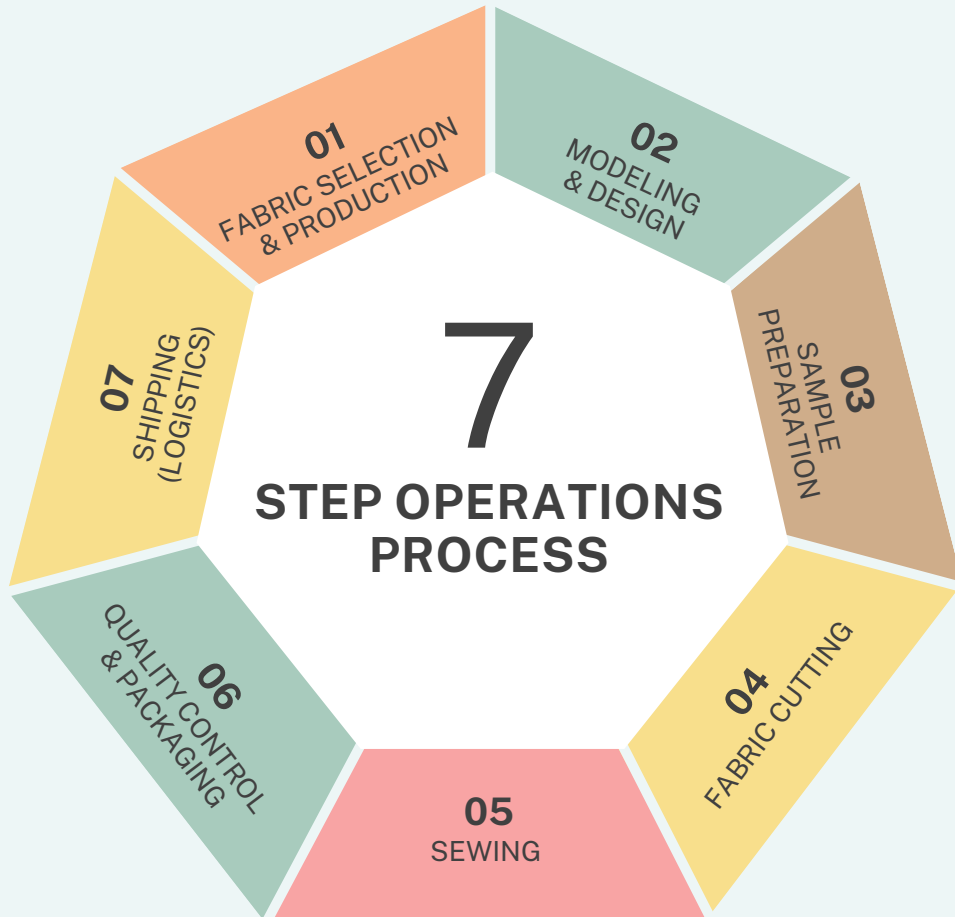 7
STEP OPERATIONS
PROCESS
01
FABRIC SELECTION
& PRODUCTION
02
MODELING
& DESIGN
03
SAMPLE
PREPARATION
04
FABRIC CUTTING
05
SEWING
06
QUALITY CONTROL
& PACKAGING
07
SHIPPING
(LOGISTICS)